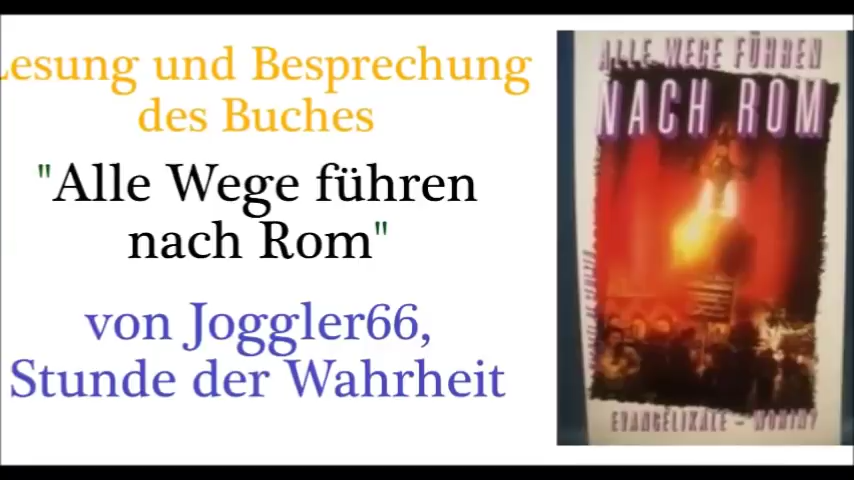 Lesung und Besprechung
des Buches
"Alle Wege führen
nach Rom"
von Joggler66,
Stunde der Wahrheit
ALLE WEGE FÜHREN
NACH ROM
EVANGELIKALE – WOHIN?